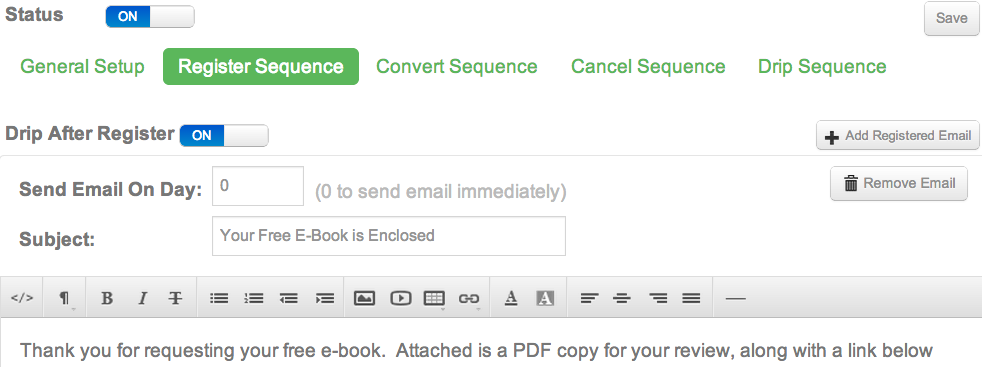 Status ON Save
General Setup Register Sequence Convert Sequence Cancel Sequence Drip Sequence
Drip After Register ON Add Registered Email
Send Email On Day: 0 (0 to send email immediately) Remove Email
Subject: Your Free E-Book is Enclosed
</> ¶ B I T A A
Thank you for requesting your free e-book.  Attached is a PDF copy for your review, along with a link below